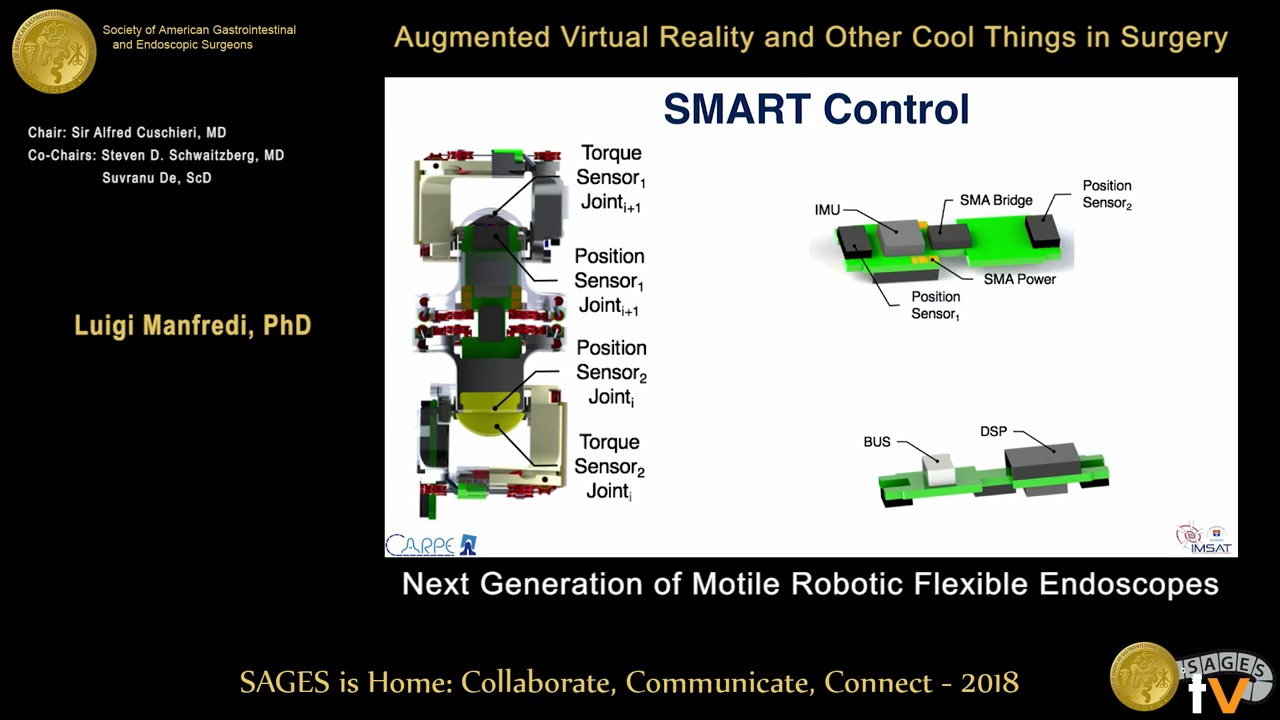 Society of American Gastrointestinal
and Endoscopic Surgeons
Augmented Virtual Reality and Other Cool Things in Surgery
Chair: Sir Alfred Cuschieri, MD
Co-Chairs: Steven D. Schwaitzberg, MD
Suvranu De, ScD
Luigi Manfredi, PhD
SMART Control
Torque
Sensor₁
Jointᵢ₊₁
Position
Sensor₁
Jointᵢ₊₁
Position
Sensor₂
Jointᵢ
Torque
Sensor₂
Jointᵢ
IMU
SMA Bridge
Position
Sensor₂
SMA Power
Position
Sensor₁
BUS
DSP
CARPE
IMSAT
Next Generation of Motile Robotic Flexible Endoscopes
SAGES is Home: Collaborate, Communicate, Connect - 2018
SAGES
tv